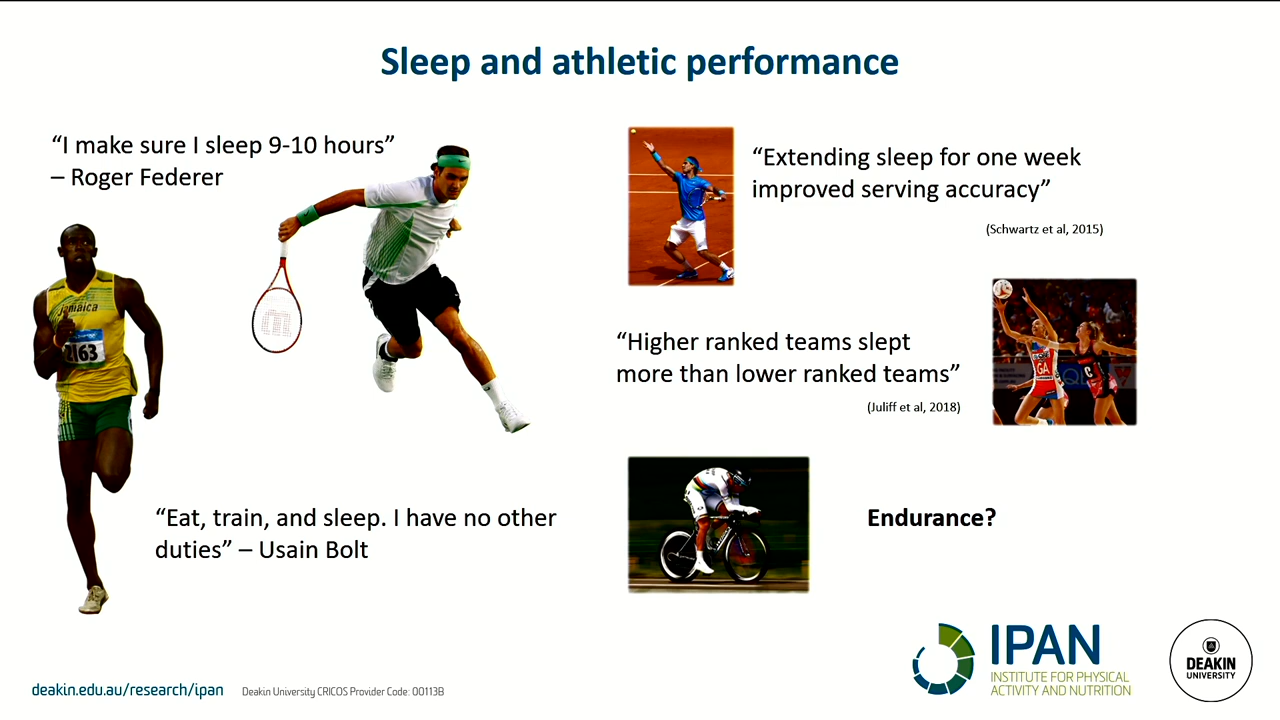 Sleep and athletic performance
“I make sure I sleep 9-10 hours”
– Roger Federer
“Extending sleep for one week
improved serving accuracy”
(Schwartz et al, 2015)
Jamaica
2163
“Higher ranked teams slept
more than lower ranked teams”
(Juliff et al, 2018)
GA
C
“Eat, train, and sleep. I have no other
duties” – Usain Bolt
Endurance?
IPAN
INSTITUTE FOR PHYSICAL
ACTIVITY AND NUTRITION
DEAKIN
UNIVERSITY
deakin.edu.au/research/ipan
Deakin University CRICOS Provider Code: 00113B